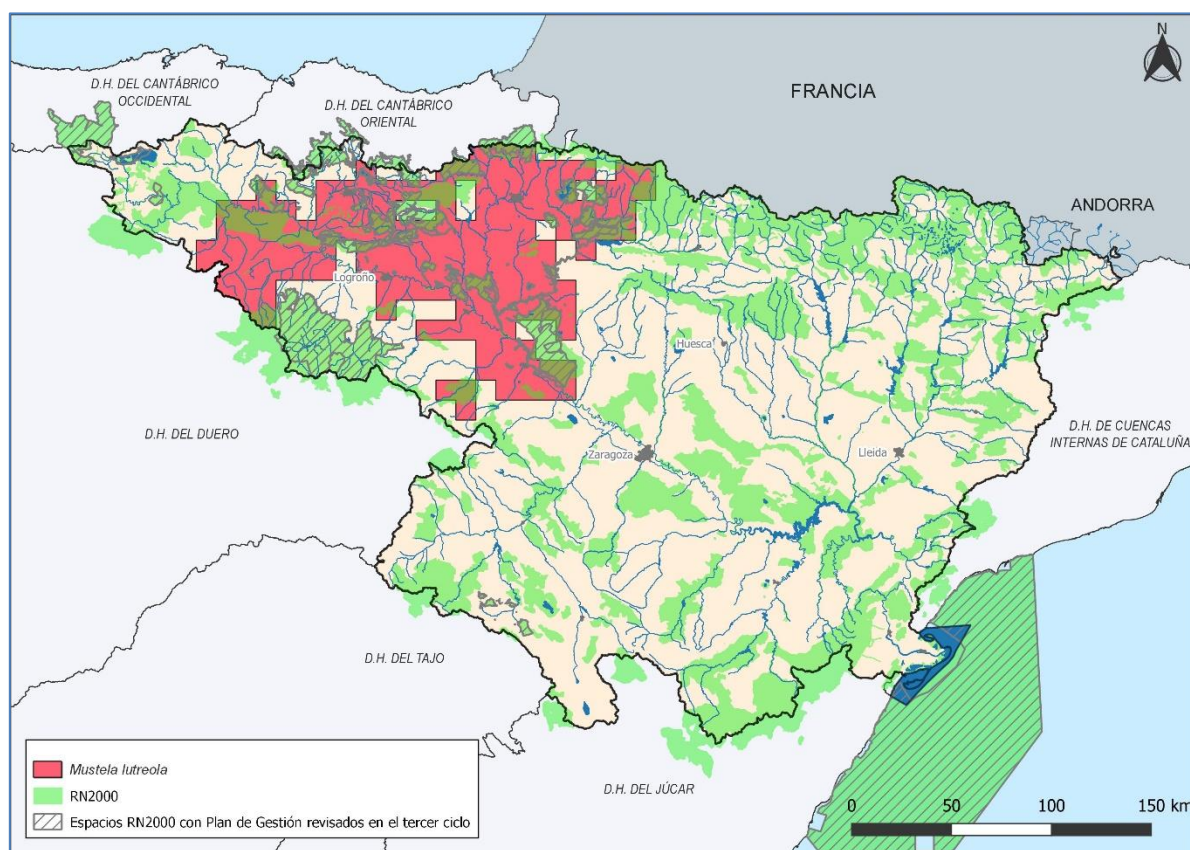 D.H. DEL CANTÁBRICO
OCCIDENTAL
D.H. DEL CANTÁBRICO
ORIENTAL
FRANCIA
N
ANDORRA
Logroño
Huesca
D.H. DEL DUERO
D.H. DE CUENCAS
INTERNAS DE CATALUÑA
Zaragoza
Lleida
D.H. DEL TAJO
D.H. DEL JÚCAR
Mustela lutreola
RN2000
Espacios RN2000 con Plan de Gestión revisados en el tercer ciclo
0 50 100 150 km